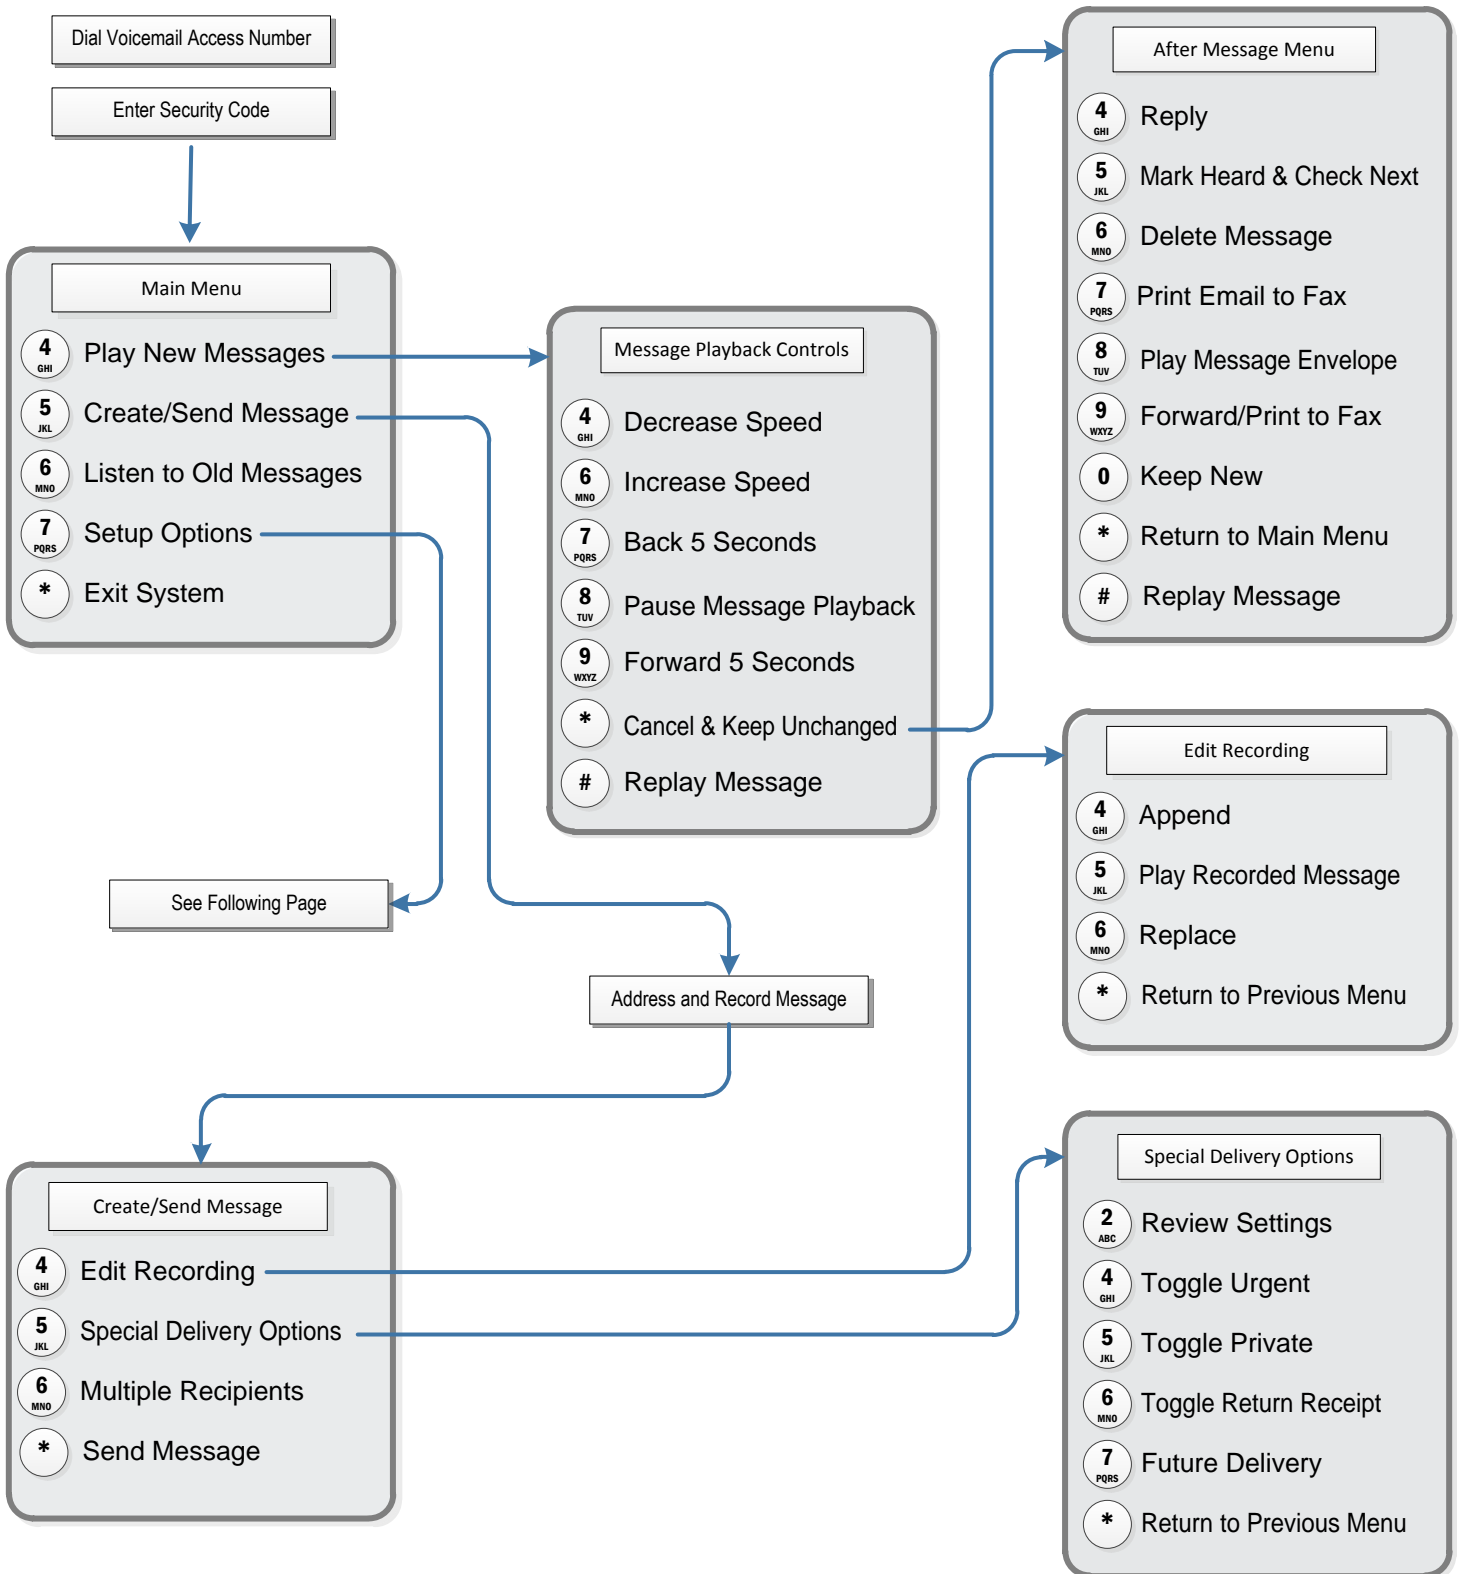 Dial Voicemail Access Number
Enter Security Code
Main Menu
4 GHI Play New Messages
5 JKL Create/Send Message
6 MNO Listen to Old Messages
7 PQRS Setup Options
* Exit System
Message Playback Controls
4 GHI Decrease Speed
6 MNO Increase Speed
7 PQRS Back 5 Seconds
8 TUV Pause Message Playback
9 WXYZ Forward 5 Seconds
* Cancel & Keep Unchanged
# Replay Message
After Message Menu
4 GHI Reply
5 JKL Mark Heard & Check Next
6 MNO Delete Message
7 PQRS Print Email to Fax
8 TUV Play Message Envelope
9 WXYZ Forward/Print to Fax
0 Keep New
* Return to Main Menu
# Replay Message
See Following Page
Address and Record Message
Edit Recording
4 GHI Append
5 JKL Play Recorded Message
6 MNO Replace
* Return to Previous Menu
Create/Send Message
4 GHI Edit Recording
5 JKL Special Delivery Options
6 MNO Multiple Recipients
* Send Message
Special Delivery Options
2 ABC Review Settings
4 GHI Toggle Urgent
5 JKL Toggle Private
6 MNO Toggle Return Receipt
7 PQRS Future Delivery
* Return to Previous Menu